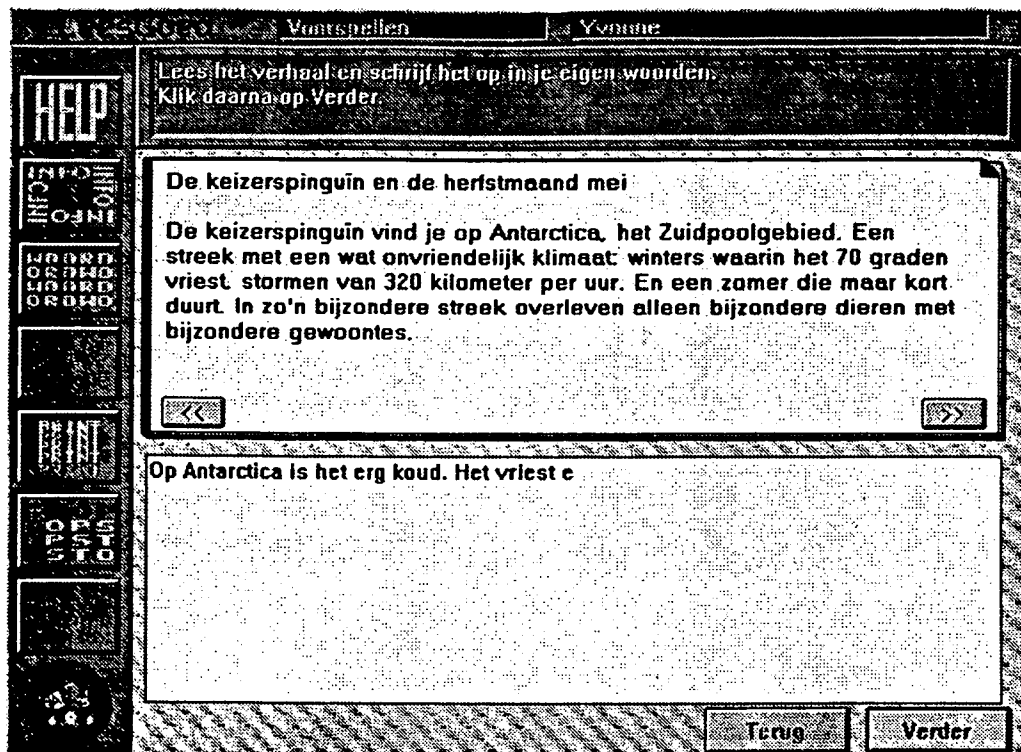 Yvonne
Lees het verhaal en schrijf het op in je eigen woorden.
Klik daarna op Verder.
HELP
INFO
De keizerspinguïn en de herfstmaand mei
De keizerspinguïn vind je op Antarctica, het Zuidpoolgebied. Een
streek met een wat onvriendelijk klimaat: winters waarin het 70 graden
vriest, stormen van 320 kilometer per uur. En een zomer die maar kort
duurt. In zo'n bijzondere streek overleven alleen bijzondere dieren met
bijzondere gewoontes.
<< >>
PRINT
Op Antarctica is het erg koud. Het vriest e
OPS
PST
STO
Terug Verder